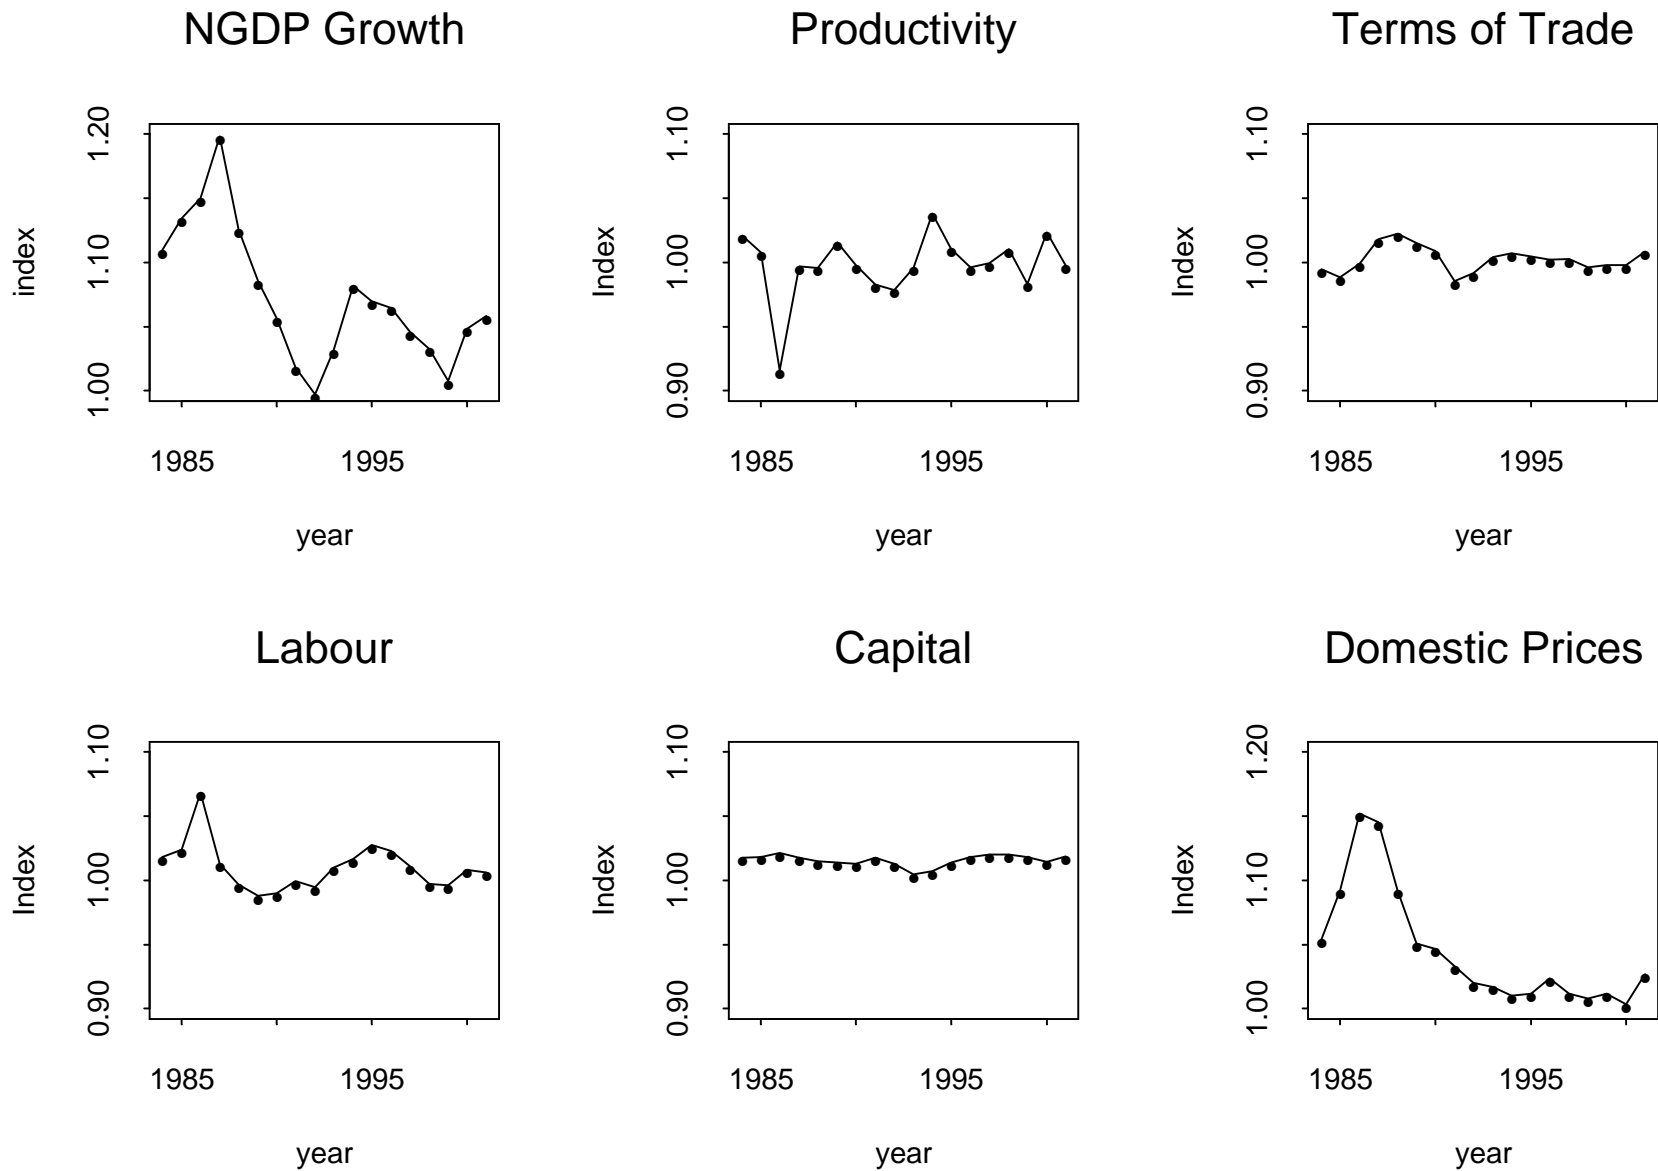 NGDP Growth
index
1.00 1.10 1.20
1985 1995
year
Productivity
Index
0.90 1.00 1.10
1985 1995
year
Terms of Trade
Index
0.90 1.00 1.10
1985 1995
year
Labour
Index
0.90 1.00 1.10
1985 1995
year
Capital
Index
0.90 1.00 1.10
1985 1995
year
Domestic Prices
Index
1.00 1.10 1.20
1985 1995
year